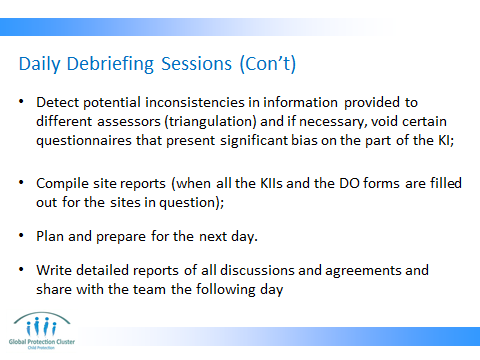 Daily Debriefing Sessions (Con’t)
• Detect potential inconsistencies in information provided to
different assessors (triangulation) and if necessary, void certain
questionnaires that present significant bias on the part of the KI;
• Compile site reports (when all the KIIs and the DO forms are filled
out for the sites in question);
• Plan and prepare for the next day.
• Write detailed reports of all discussions and agreements and
share with the team the following day
Global Protection Cluster
Child Protection